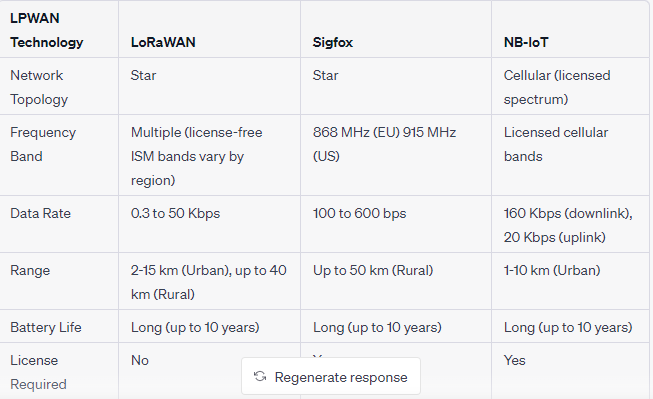 LPWAN
Technology LoRaWAN Sigfox NB-IoT
Network Star Star Cellular (licensed
Topology spectrum)
Frequency Multiple (license-free 868 MHz (EU) 915 MHz Licensed cellular
Band ISM bands vary by (US) bands
region)
Data Rate 0.3 to 50 Kbps 100 to 600 bps 160 Kbps (downlink),
20 Kbps (uplink)
Range 2-15 km (Urban), up to 40 Up to 50 km (Rural) 1-10 km (Urban)
km (Rural)
Battery Life Long (up to 10 years) Long (up to 10 years) Long (up to 10 years)
License No Yes
Required
Regenerate response